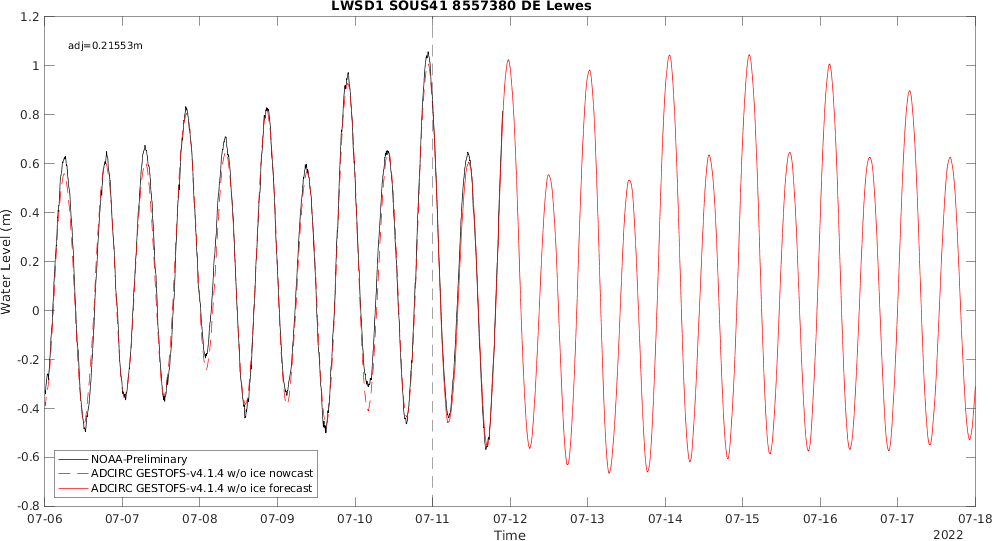 LWSD1 SOUS41 8557380 DE Lewes
adj=0.21553m
1.2
1
0.8
0.6
0.4
0.2
0
-0.2
-0.4
-0.6
-0.8
Water Level (m)
NOAA-Preliminary
ADCIRC GESTOFS-v4.1.4 w/o ice nowcast
ADCIRC GESTOFS-v4.1.4 w/o ice forecast
07-06 07-07 07-08 07-09 07-10 07-11 07-12 07-13 07-14 07-15 07-16 07-17 07-18
Time
2022